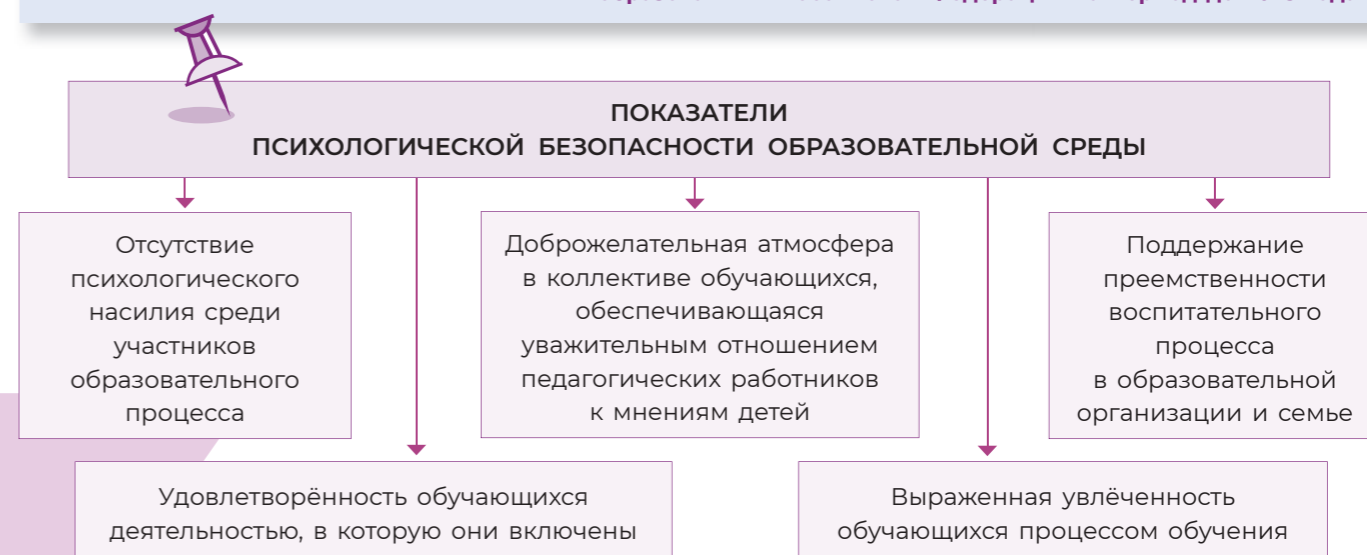 ПОКАЗАТЕЛИ
ПСИХОЛОГИЧЕСКОЙ БЕЗОПАСНОСТИ ОБРАЗОВАТЕЛЬНОЙ СРЕДЫ
Отсутствие
психологического
насилия среди
участников
образовательного
процесса
Доброжелательная атмосфера
в коллективе обучающихся,
обеспечивающаяся
уважительным отношением
педагогических работников
к мнениям детей
Поддержание
преемственности
воспитательного
процесса
в образовательной
организации и семье
Удовлетворённость обучающихся
деятельностью, в которую они включены
Выраженная увлёченность
обучающихся процессом обучения